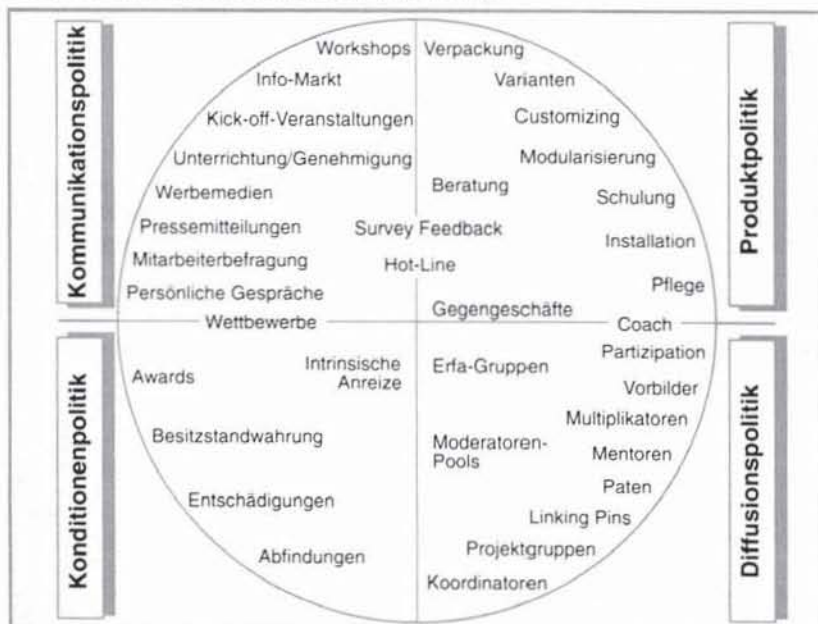 Kommunikationspolitik
Workshops
Info-Markt
Kick-off-Veranstaltungen
Unterrichtung/Genehmigung
Werbemedien
Pressemitteilungen
Mitarbeiterbefragung
Persönliche Gespräche
Wettbewerbe
Survey Feedback
Hot-Line
Verpackung
Varianten
Customizing
Modularisierung
Beratung
Schulung
Installation
Pflege
Gegengeschäfte
Coach
Produktpolitik
Konditionenpolitik
Awards
Intrinsische
Anreize
Besitzstandwahrung
Entschädigungen
Abfindungen
Erfa-Gruppen
Partizipation
Vorbilder
Multiplikatoren
Moderatoren-
Pools
Mentoren
Paten
Linking Pins
Projektgruppen
Koordinatoren
Diffusionspolitik